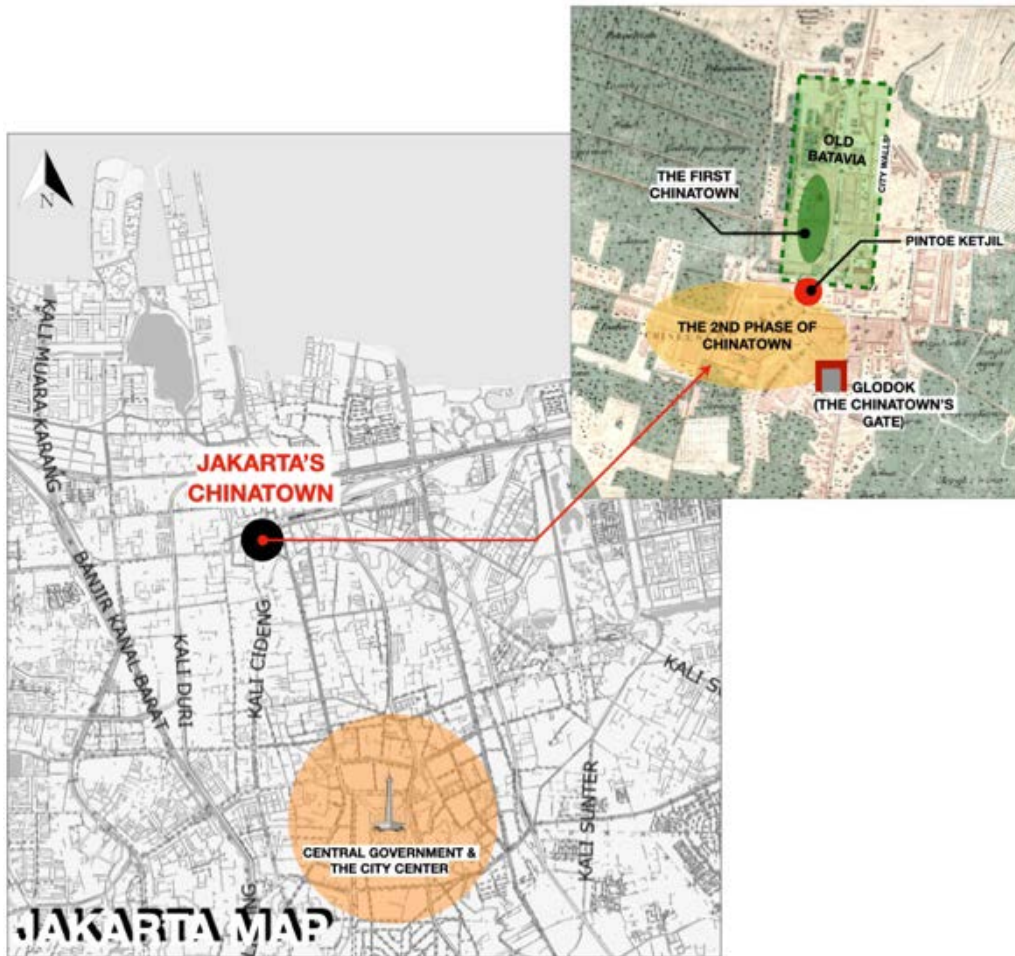 OLD
BATAVIA
CITY WALLS
THE FIRST
CHINATOWN
PINTOE KETJIL
THE 2ND PHASE OF
CHINATOWN
GLODOK
(THE CHINATOWN'S
GATE)
N
KALI MUARA KARANG
JAKARTA'S
CHINATOWN
BANJIR KANAL BARAT
KALI DURI
KALI CIDENG
KALI S
KALI SUNTER
CENTRAL GOVERNMENT &
THE CITY CENTER
JAKARTA MAP